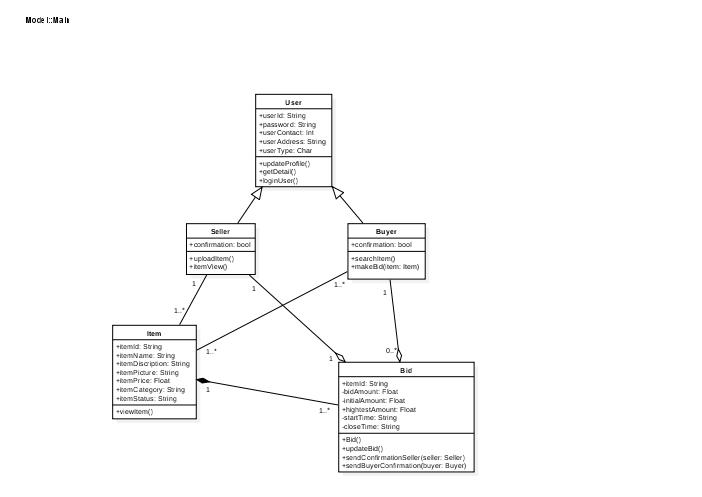 Model::Main
User
+userId: String
+password: String
+userContact: Int
+userAddress: String
+userType: Char
+updateProfile()
+getDetail()
+loginUser()
Seller
+confirmation: bool
+uploadItem()
+itemView()
Buyer
+confirmation: bool
+searchItem()
+makeBid(item: Item)
1
1
1..*
1
1..*
1..*
1
0..*
Item
+itemId: String
+itemName: String
+itemDiscription: String
+itemPicture: String
+itemPrice: Float
+itemCategory: String
+itemStatus: String
+viewitem()
1
1..*
Bid
+itemId: String
-bidAmount: Float
-initialAmount: Float
+hightestAmount: Float
-startTime: String
-closeTime: String
+Bid()
+updateBid()
+sendConfirmationSeller(seller: Seller)
+sendBuyerConfirmation(buyer: Buyer)